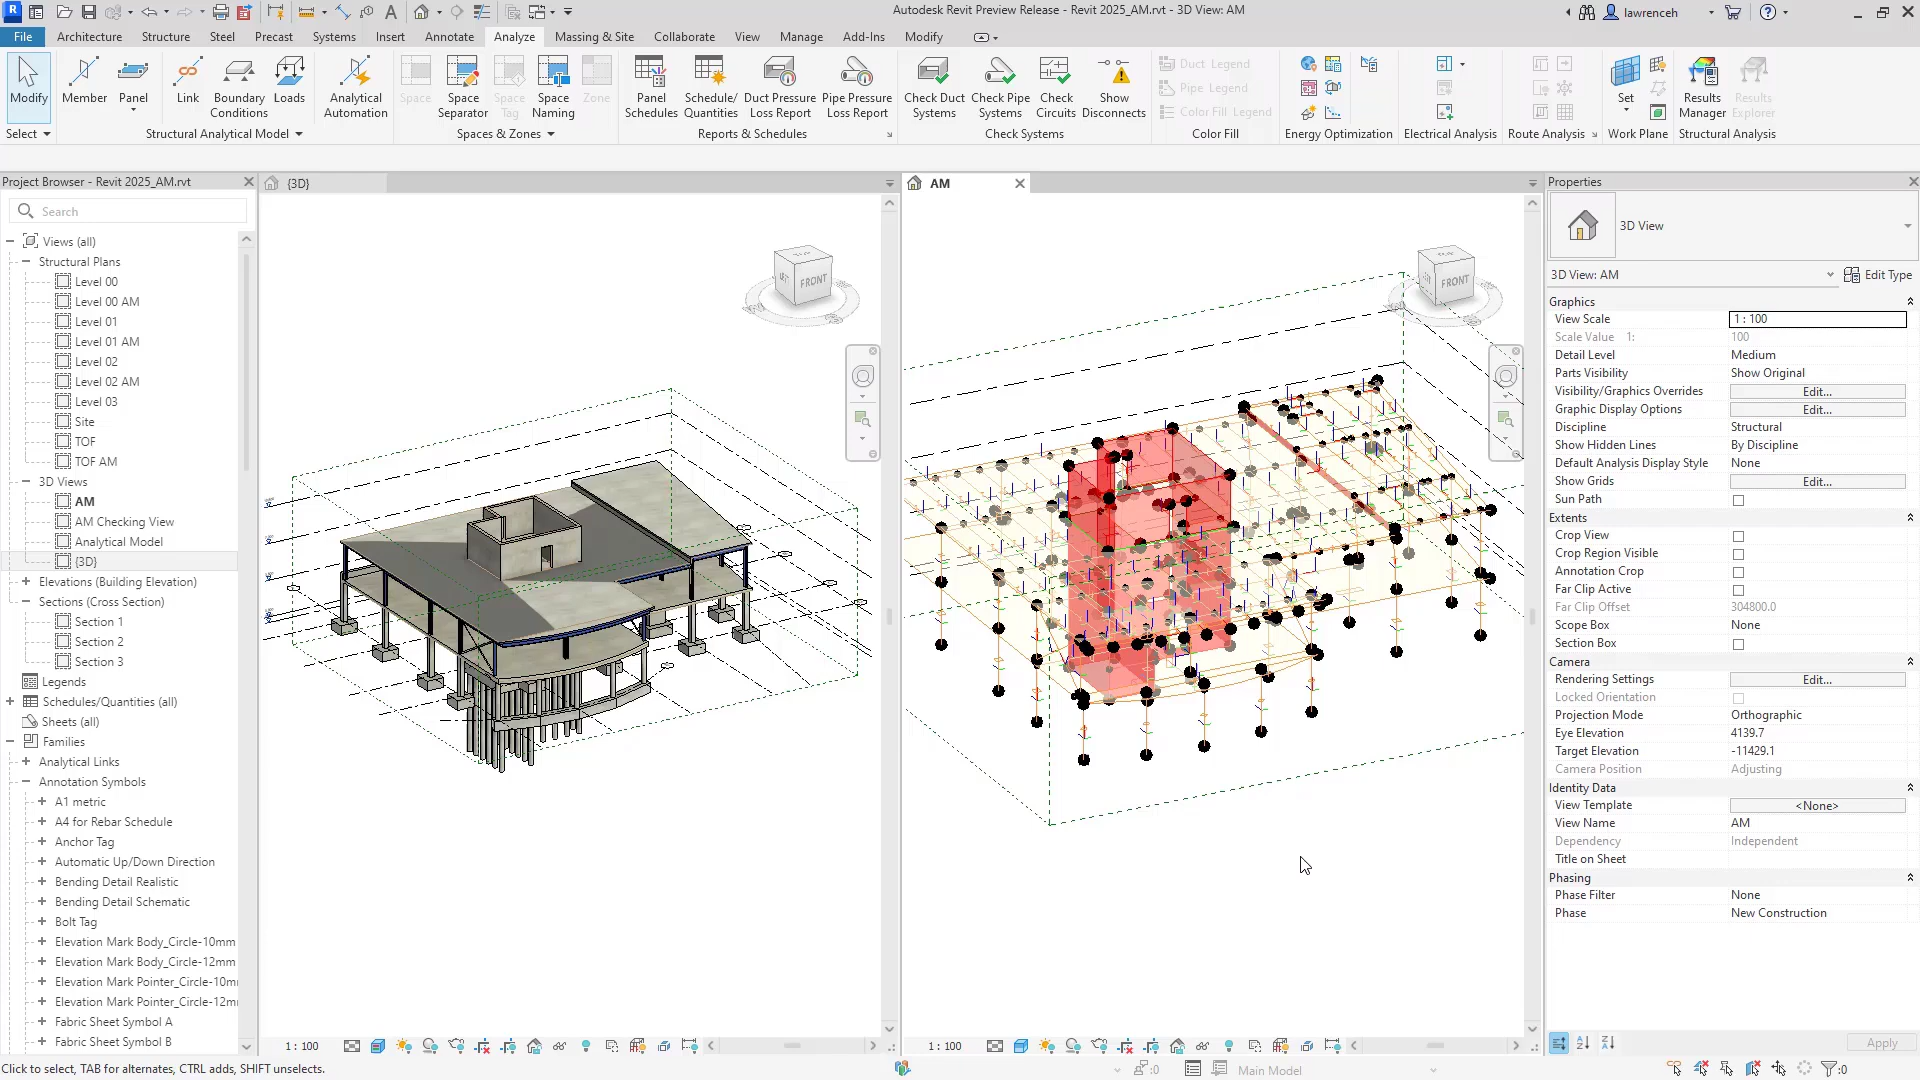 Autodesk Revit Preview Release - Revit 2025_AM.rvt - 3D View: AM
lawrenceh
File
Architecture
Structure
Steel
Precast
Systems
Insert
Annotate
Analyze
Massing & Site
Collaborate
View
Manage
Add-Ins
Modify
Modify
Member
Panel
Link
Boundary
Conditions
Loads
Analytical
Automation
Space
Space
Separator
Space
Tag
Space
Naming
Zone
Panel
Schedules
Schedule/
Quantities
Duct Pressure
Loss Report
Pipe Pressure
Loss Report
Check Duct
Systems
Check Pipe
Systems
Check
Circuits
Show
Disconnects
Duct Legend
Pipe Legend
Color Fill Legend
Set
Results
Manager
Results
Explorer
Select
Structural Analytical Model
Spaces & Zones
Reports & Schedules
Check Systems
Color Fill
Energy Optimization
Electrical Analysis
Route Analysis
Work Plane
Structural Analysis
Project Browser - Revit 2025_AM.rvt
Search
Views (all)
Structural Plans
Level 00
Level 00 AM
Level 01
Level 01 AM
Level 02
Level 02 AM
Level 03
Site
TOF
TOF AM
3D Views
AM
AM Checking View
Analytical Model
{3D}
Elevations (Building Elevation)
Sections (Cross Section)
Section 1
Section 2
Section 3
Legends
Schedules/Quantities (all)
Sheets (all)
Families
Analytical Links
Annotation Symbols
A1 metric
A4 for Rebar Schedule
Anchor Tag
Automatic Up/Down Direction
Bending Detail Realistic
Bending Detail Schematic
Bolt Tag
Elevation Mark Body_Circle-10mm
Elevation Mark Body_Circle-12mm
Elevation Mark Pointer_Circle-10m
Elevation Mark Pointer_Circle-12m
Fabric Sheet Symbol A
Fabric Sheet Symbol B
{3D}
FRONT
1 : 100
AM
FRONT
1 : 100
Properties
3D View
3D View: AM
Edit Type
Graphics
View Scale 1 : 100
Scale Value 1: 100
Detail Level Medium
Parts Visibility Show Original
Visibility/Graphics Overrides Edit...
Graphic Display Options Edit...
Discipline Structural
Show Hidden Lines By Discipline
Default Analysis Display Style None
Show Grids Edit...
Sun Path
Extents
Crop View
Crop Region Visible
Annotation Crop
Far Clip Active
Far Clip Offset 304800.0
Scope Box None
Section Box
Camera
Rendering Settings Edit...
Locked Orientation
Projection Mode Orthographic
Eye Elevation 4139.7
Target Elevation -11429.1
Camera Position Adjusting
Identity Data
View Template <None>
View Name AM
Dependency Independent
Title on Sheet
Phasing
Phase Filter None
Phase New Construction
Apply
Click to select, TAB for alternates, CTRL adds, SHIFT unselects.
:0
Main Model
:0